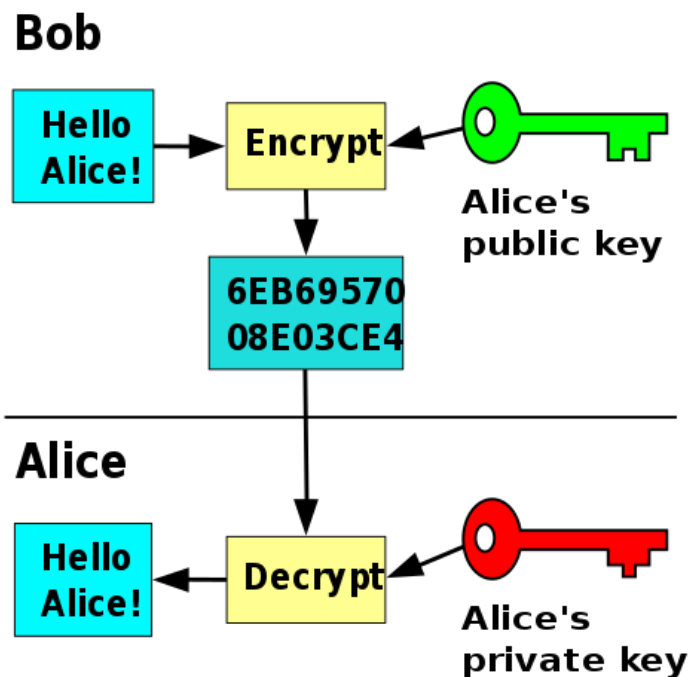 Bob
Hello
Alice!
Encrypt
Alice's
public key
6EB69570
08E03CE4
Alice
Hello
Alice!
Decrypt
Alice's
private key